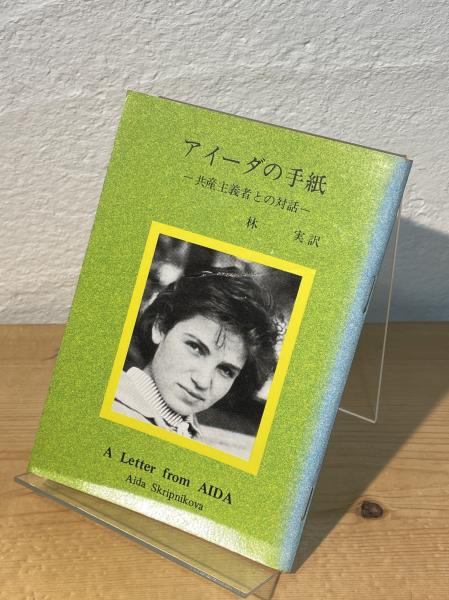 アイーダの手紙
―共産主義者との対話―
林 実訳
A Letter from AIDA
Aida Skripnikova